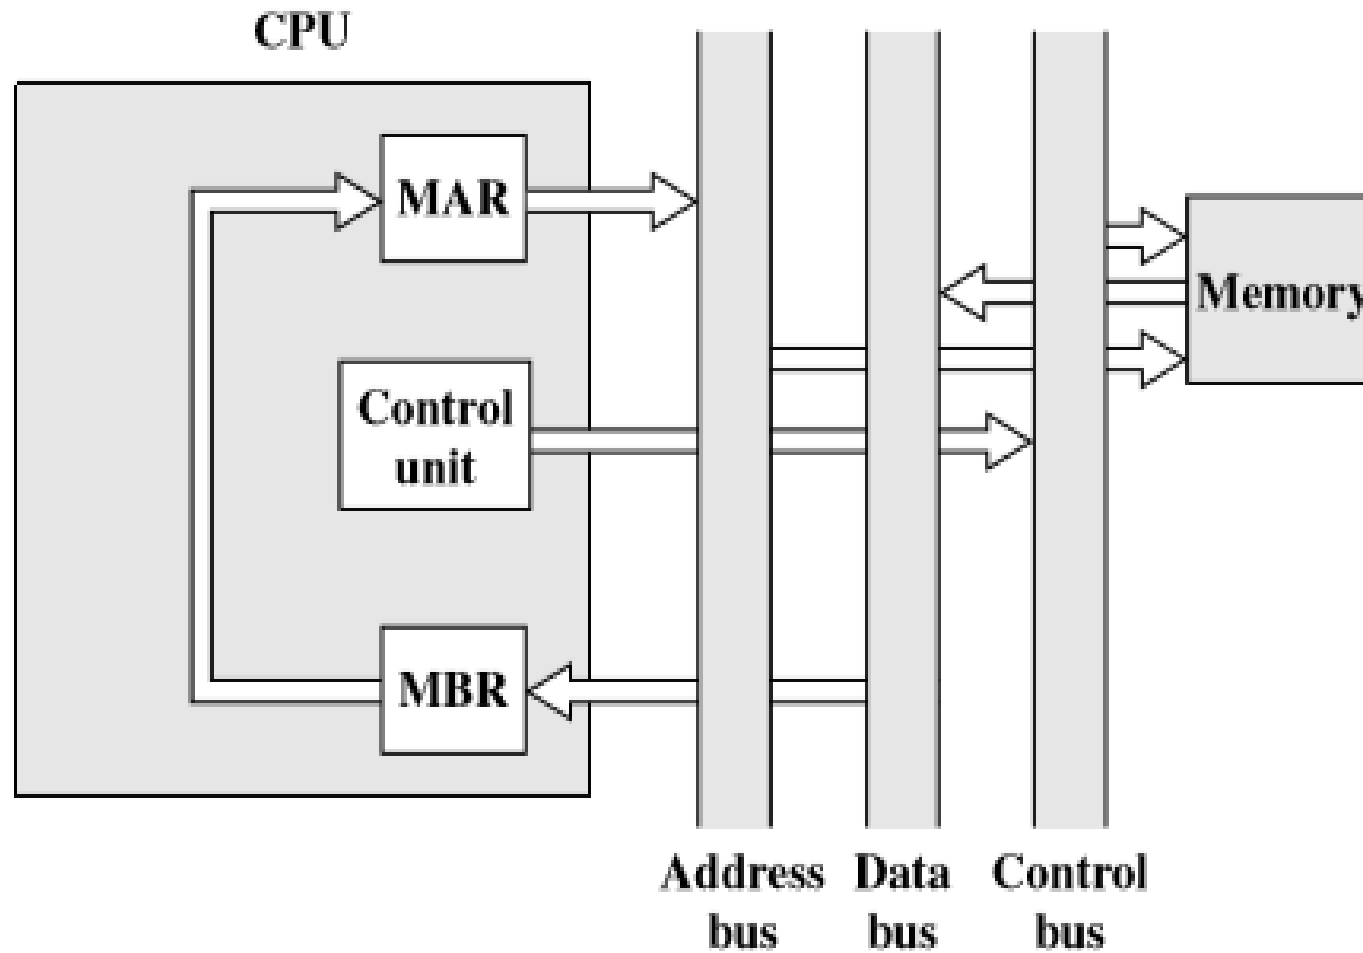 CPU
MAR
Memory
Control
unit
MBR
Address
bus
Data
bus
Control
bus